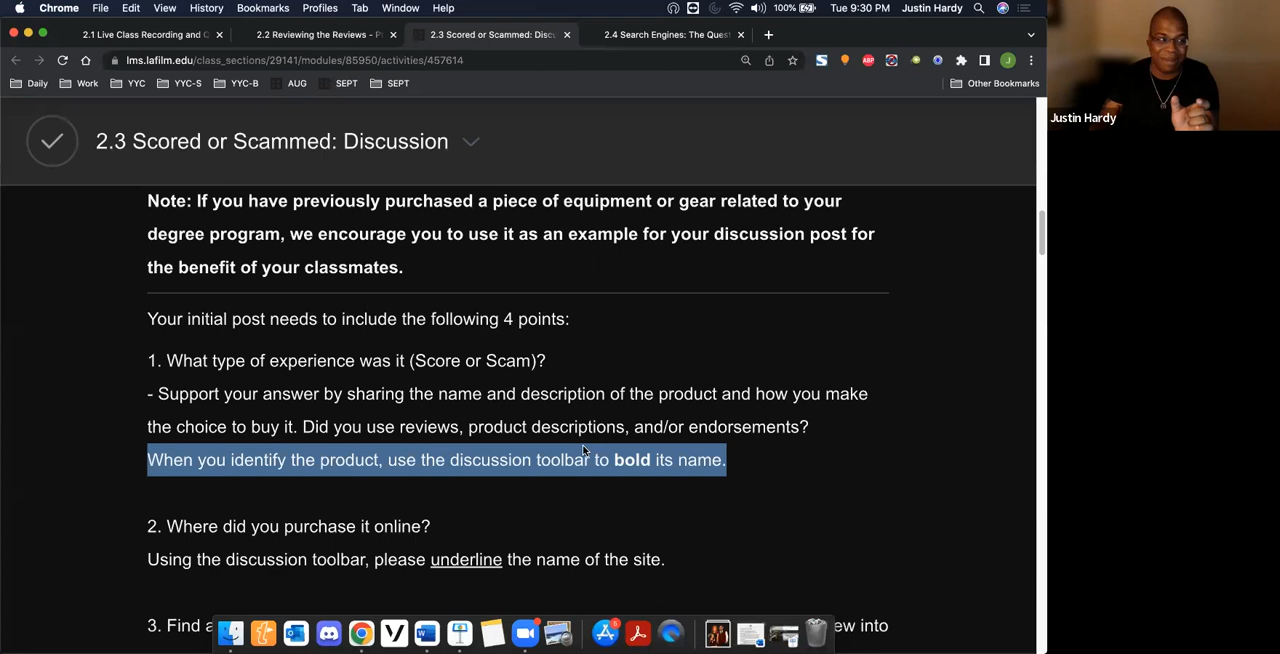 Chrome File Edit View History Bookmarks Profiles Tab Window Help 100% Tue 9:30 PM Justin Hardy
2.1 Live Class Recording and Q 2.2 Reviewing the Reviews - Pr 2.3 Scored or Scammed: Discu 2.4 Search Engines: The Quest
lms.lafilm.edu/class_sections/29141/modules/85950/activities/457614 ABP J
Daily Work YYC YYC-S YYC-B AUG SEPT SEPT Other Bookmarks
Justin Hardy
2.3 Scored or Scammed: Discussion
Note: If you have previously purchased a piece of equipment or gear related to your
degree program, we encourage you to use it as an example for your discussion post for
the benefit of your classmates.
Your initial post needs to include the following 4 points:
1. What type of experience was it (Score or Scam)?
- Support your answer by sharing the name and description of the product and how you make
the choice to buy it. Did you use reviews, product descriptions, and/or endorsements?
When you identify the product, use the discussion toolbar to bold its name.
2. Where did you purchase it online?
Using the discussion toolbar, please underline the name of the site.
3. Find into